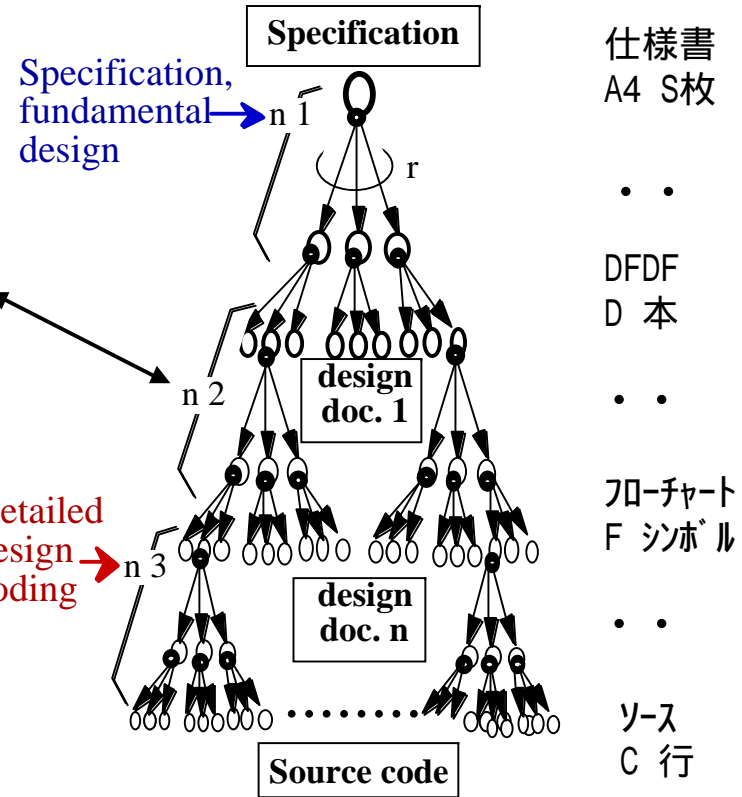 Specification
仕様書
A4 S枚
Specification,
fundamental
design
n 1
r
・ ・
DFDF
D 本
n 2
design
doc. 1
・ ・
フローチャート
F シンボル
etailed
esign
oding
n 3
design
doc. n
・ ・
ソース
C 行
Source code